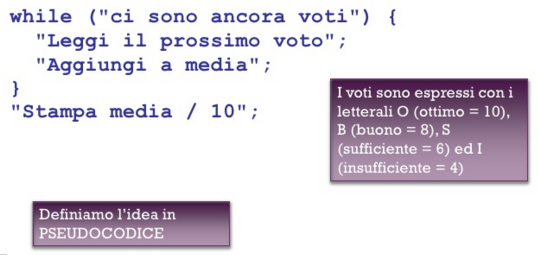 while ("ci sono ancora voti") {
"Leggi il prossimo voto";
"Aggiungi a media";
}
"Stampa media / 10";
I voti sono espressi con i
letterali O (ottimo = 10),
B (buono = 8), S
(sufficiente = 6) ed I
(insufficiente = 4)
Definiamo l'idea in
PSEUDOCODICE